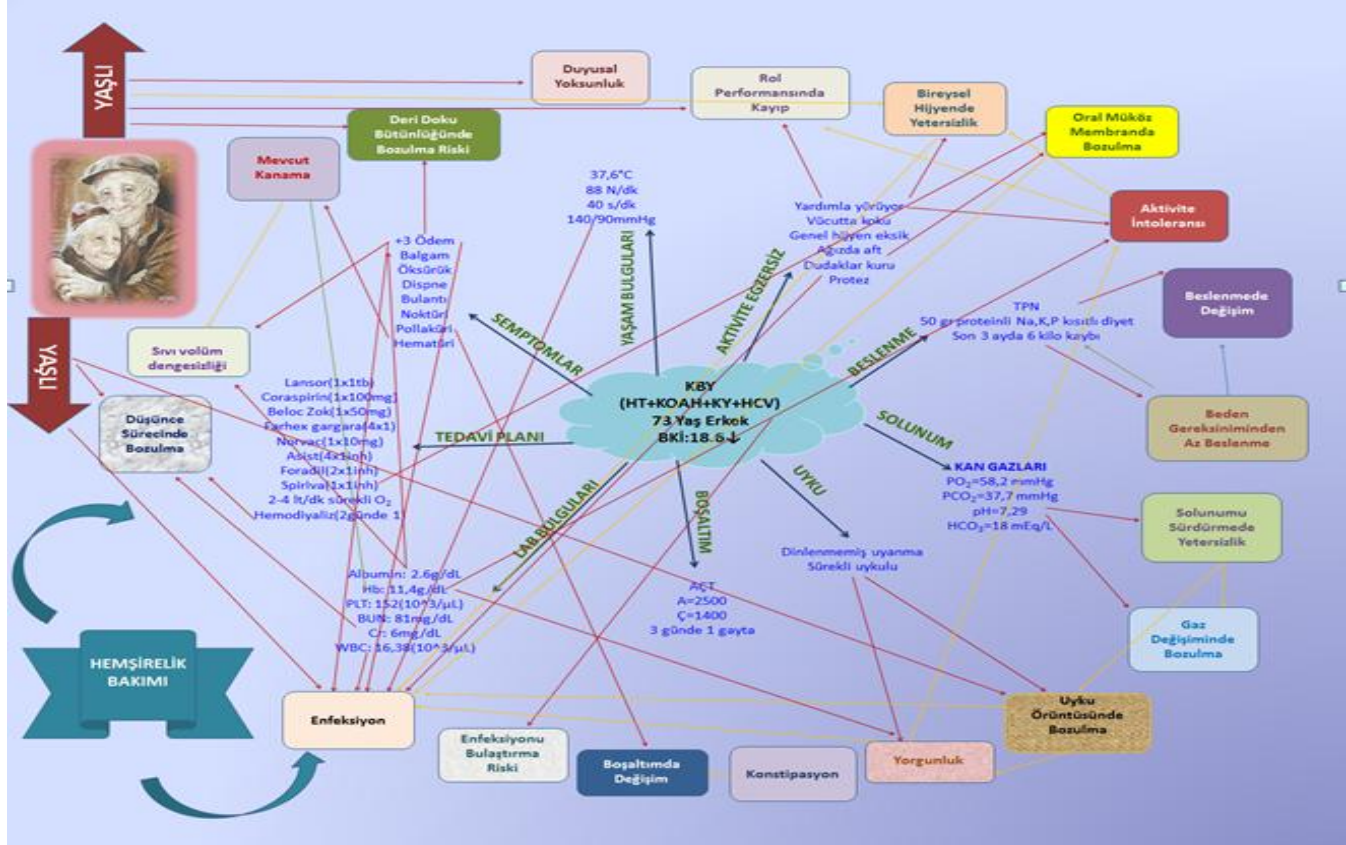 YAŞLI
Duyusal
Yoksunluk
Rol
Performansında
Kayıp
Bireysel
Hijyende
Yetersizlik
Oral Müköz
Membranda
Bozulma
Deri Doku
Bütünlüğünde
Bozulma Riski
Mevcut
Kanama
37,6°C
88 N/dk
40 s/dk
140/90mmHg
Yardımla yürüyor
Vücutta koku
Genel hijyen eksik
Ağızda aft
Dudaklar kuru
Protez
Aktivite
İntoleransı
+3 Ödem
Balgam
Öksürük
Dispne
Bulantı
Noktüri
Pollaküri
Hematüri
SEMPTOMLAR
YAŞAM BULGULARI
AKTİVİTE EGZERSİZ
BESLENME
TPN
50 gr proteinli Na,K,P kısıtlı diyet
Son 3 ayda 6 kilo kaybı
Beslenmede
Değişim
Sıvı volüm
dengesizliği
YAŞLI
Düşünce
Sürecinde
Bozulma
Lansor(1x1tb)
Coraspirin(1x100mg)
Beloc Zok(1x50mg)
Farhex gargara(4x1)
Norvac(1x10mg)
Asist(4x1inh)
Foradil(2x1inh)
Spiriva(1x1inh)
2-4 lt/dk sürekli O₂
Hemodiyaliz(2günde 1)
TEDAVİ PLANI
KBY
(HT+KOAH+KY+HCV)
73 Yaş Erkek
BKİ:18.6↓
SOLUNUM
Beden
Gereksiniminden
Az Beslenme
KAN GAZLARI
PO₂=58,2 mmHg
PCO₂=37,7 mmHg
pH=7,29
HCO₃=18 mEq/L
Solunumu
Sürdürmede
Yetersizlik
LAB BULGULARI
BOŞALTIM
UYKU
Dinlenmemiş uyanma
Sürekli uykulu
Albumin: 2.6g/dL
Hb: 11,4g/dL
PLT: 152(10^3/µL)
BUN: 81mg/dL
Cr: 6mg/dL
WBC: 16,38(10^3/µL)
AÇT
A=2500
Ç=1400
3 günde 1 gayta
Gaz
Değişiminde
Bozulma
HEMŞİRELİK
BAKIMI
Enfeksiyon
Enfeksiyonu
Bulaştırma
Riski
Boşaltımda
Değişim
Konstipasyon
Yorgunluk
Uyku
Örüntüsünde
Bozulma